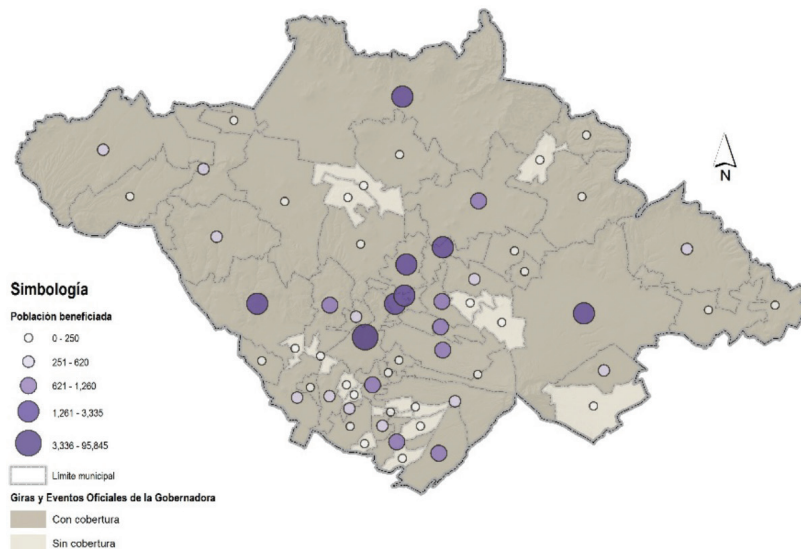 N
Simbología
Población beneficiada
0 - 250
251 - 620
621 - 1,260
1,261 - 3,335
3,336 - 95,845
Límite municipal
Giras y Eventos Oficiales de la Gobernadora
Con cobertura
Sin cobertura